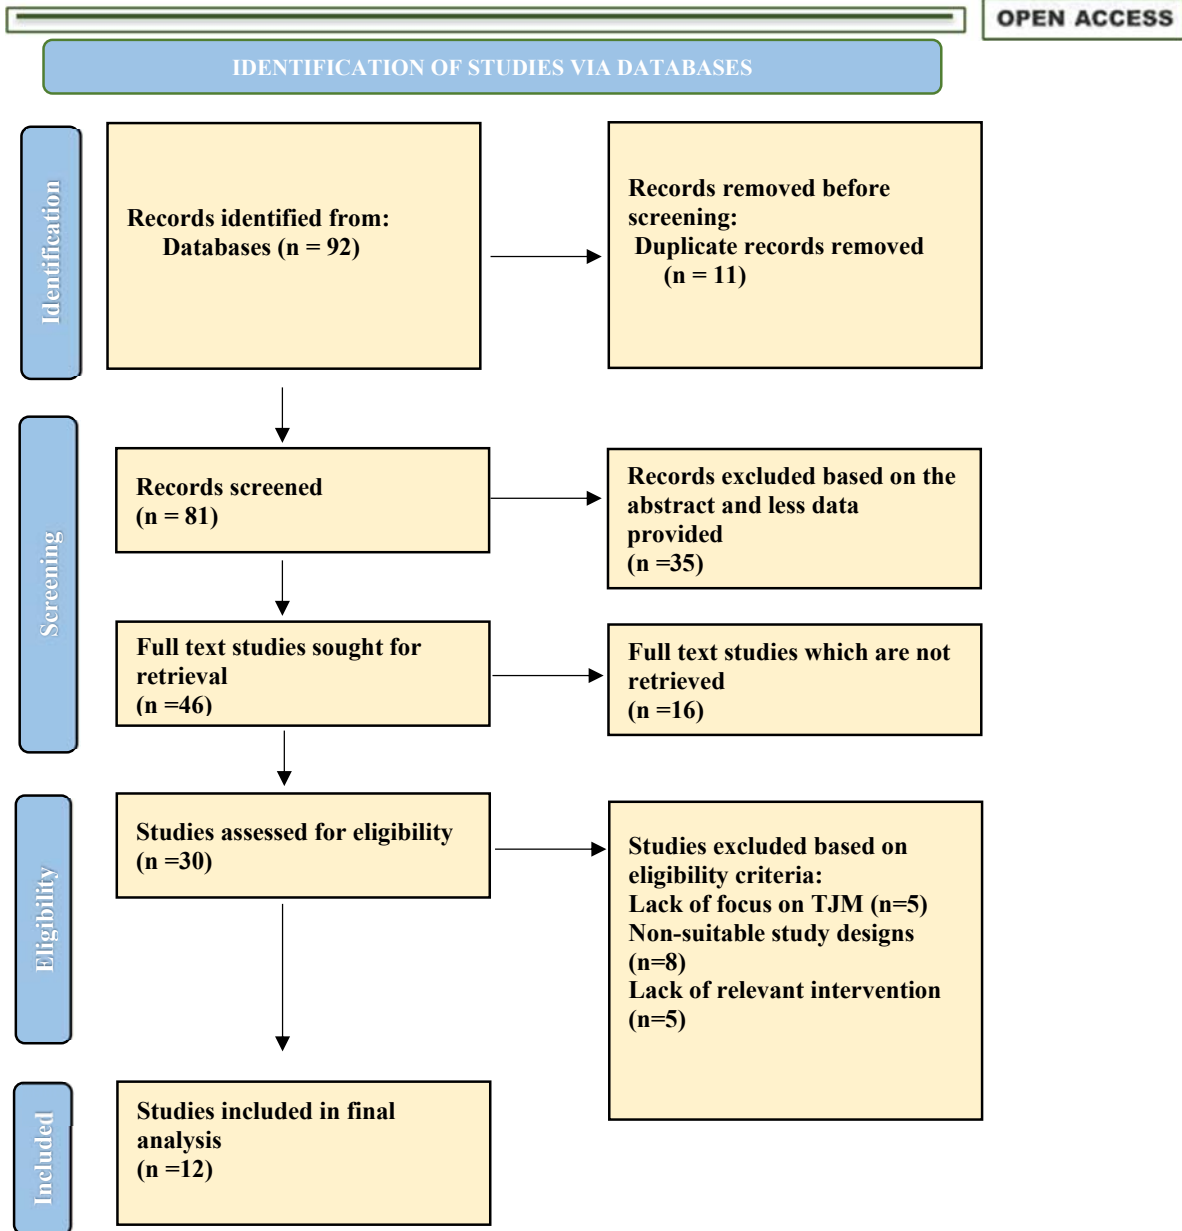 OPEN ACCESS
IDENTIFICATION OF STUDIES VIA DATABASES
Identification
Records identified from:
Databases (n = 92)
Records removed before
screening:
Duplicate records removed
(n = 11)
Screening
Records screened
(n = 81)
Records excluded based on the
abstract and less data
provided
(n =35)
Full text studies sought for
retrieval
(n =46)
Full text studies which are not
retrieved
(n =16)
Eligibility
Studies assessed for eligibility
(n =30)
Studies excluded based on
eligibility criteria:
Lack of focus on TJM (n=5)
Non-suitable study designs
(n=8)
Lack of relevant intervention
(n=5)
Included
Studies included in final
analysis
(n =12)